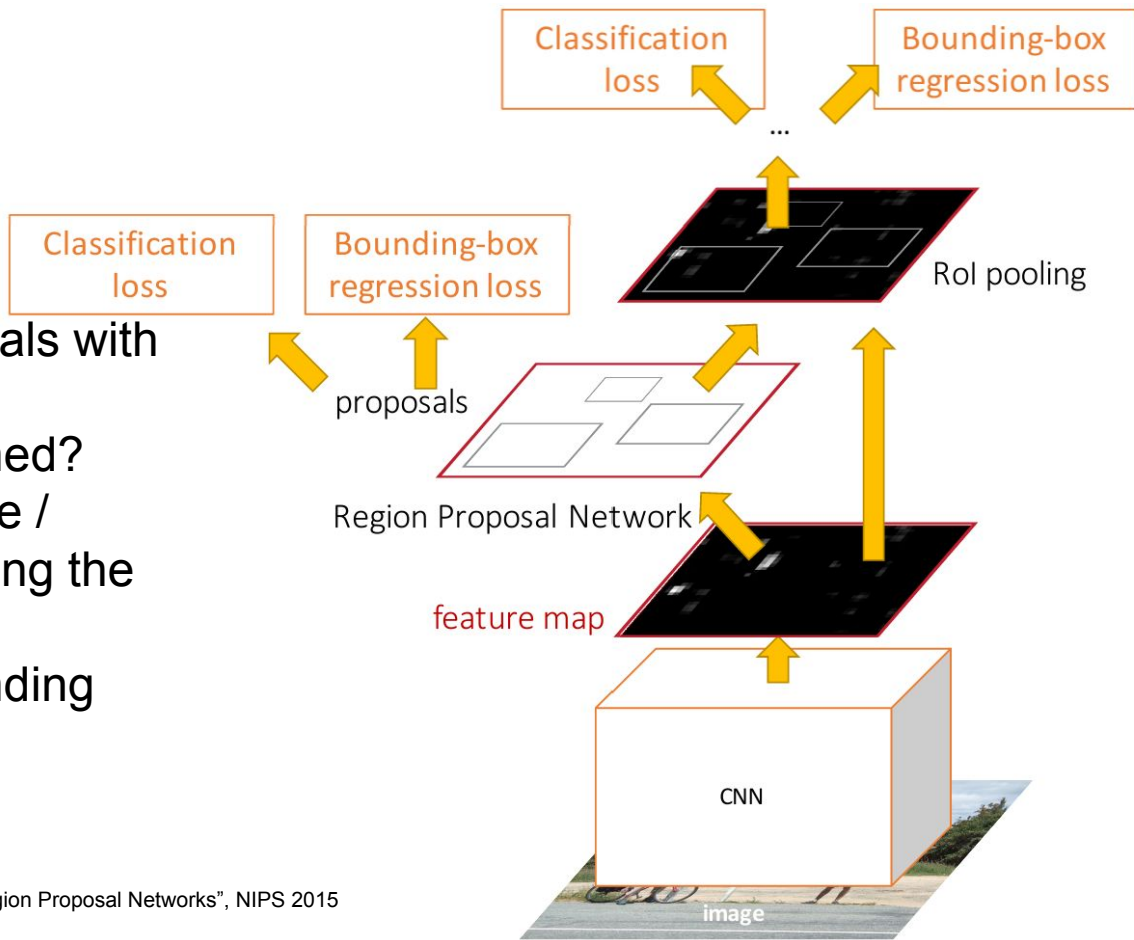 Classification
loss
Bounding-box
regression loss
...
Classification
loss
Bounding-box
regression loss
RoI pooling
als with
proposals
ned?
e /
Region Proposal Network
ng the
feature map
nding
CNN
gion Proposal Networks”, NIPS 2015
image